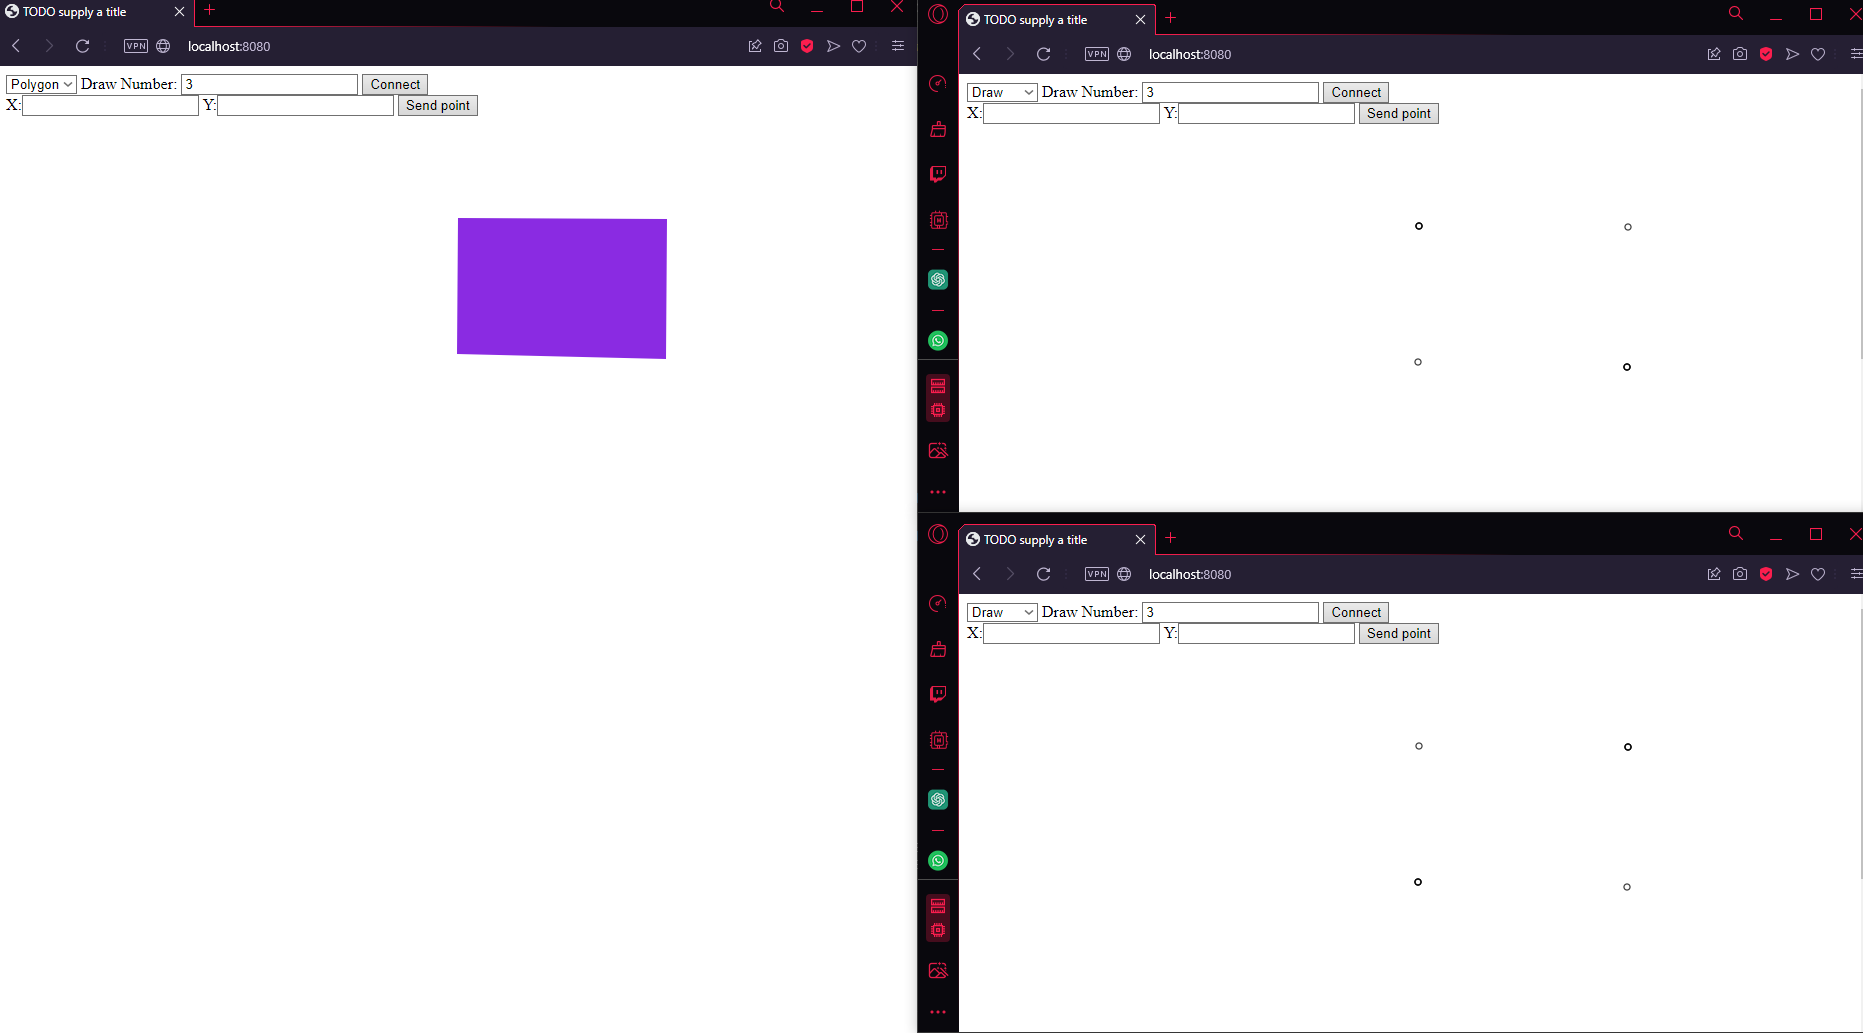 TODO supply a title
VPN localhost:8080
Polygon Draw Number: 3 Connect
X: Y: Send point
TODO supply a title
VPN localhost:8080
Draw Draw Number: 3 Connect
X: Y: Send point
TODO supply a title
VPN localhost:8080
Draw Draw Number: 3 Connect
X: Y: Send point